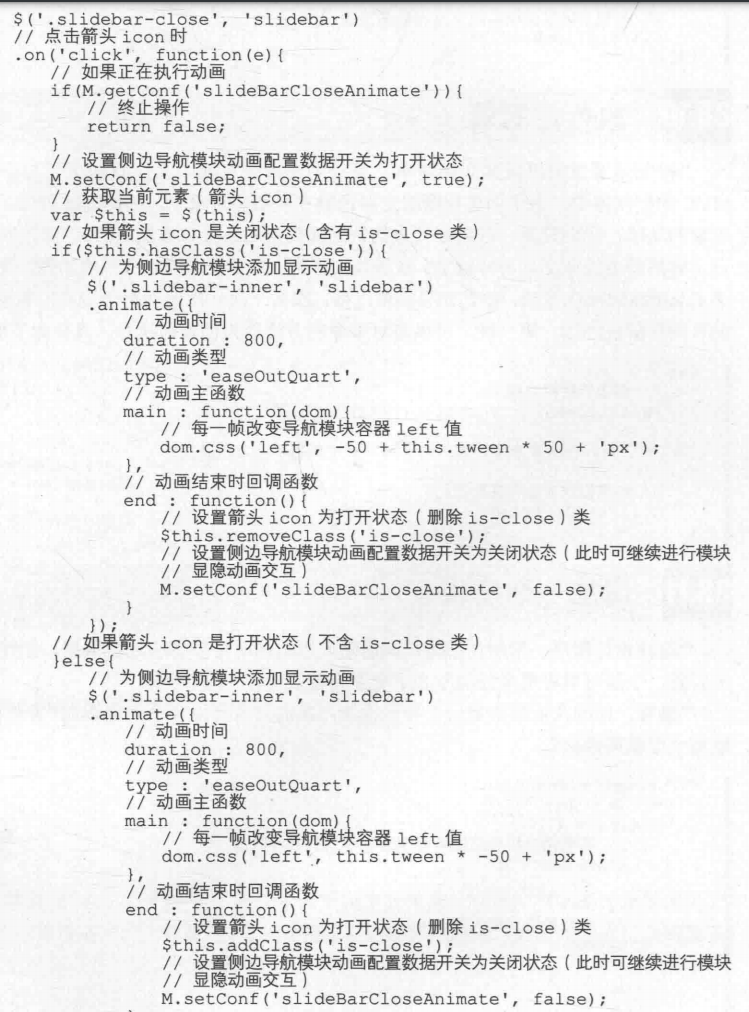 $('.slidebar-close', 'slidebar')
// 点击箭头 icon 时
.on('click', function(e){
// 如果正在执行动画
if(M.getConf('slideBarCloseAnimate')){
// 终止操作
return false;
}
// 设置侧边导航模块动画配置数据开关为打开状态
M.setConf('slideBarCloseAnimate', true);
// 获取当前元素（箭头 icon）
var $this = $(this);
// 如果箭头 icon 是关闭状态（含有 is-close 类）
if($this.hasClass('is-close')){
// 为侧边导航模块添加显示动画
$('.slidebar-inner', 'slidebar')
.animate({
// 动画时间
duration : 800,
// 动画类型
type : 'easeOutQuart',
// 动画主函数
main : function(dom){
// 每一帧改变导航模块容器 left 值
dom.css('left', -50 + this.tween * 50 + 'px');
},
// 动画结束时回调函数
end : function(){
// 设置箭头 icon 为打开状态（删除 is-close）类
$this.removeClass('is-close');
// 设置侧边导航模块动画配置数据开关为关闭状态（此时可继续进行模块
// 显隐动画交互）
M.setConf('slideBarCloseAnimate', false);
}
});
// 如果箭头 icon 是打开状态（不含 is-close 类）
}else{
// 为侧边导航模块添加显示动画
$('.slidebar-inner', 'slidebar')
.animate({
// 动画时间
duration : 800,
// 动画类型
type : 'easeOutQuart',
// 动画主函数
main : function(dom){
// 每一帧改变导航模块容器 left 值
dom.css('left', this.tween * -50 + 'px');
},
// 动画结束时回调函数
end : function(){
// 设置箭头 icon 为打开状态（删除 is-close）类
$this.addClass('is-close');
// 设置侧边导航模块动画配置数据开关为关闭状态（此时可继续进行模块
// 显隐动画交互）
M.setConf('slideBarCloseAnimate', false);